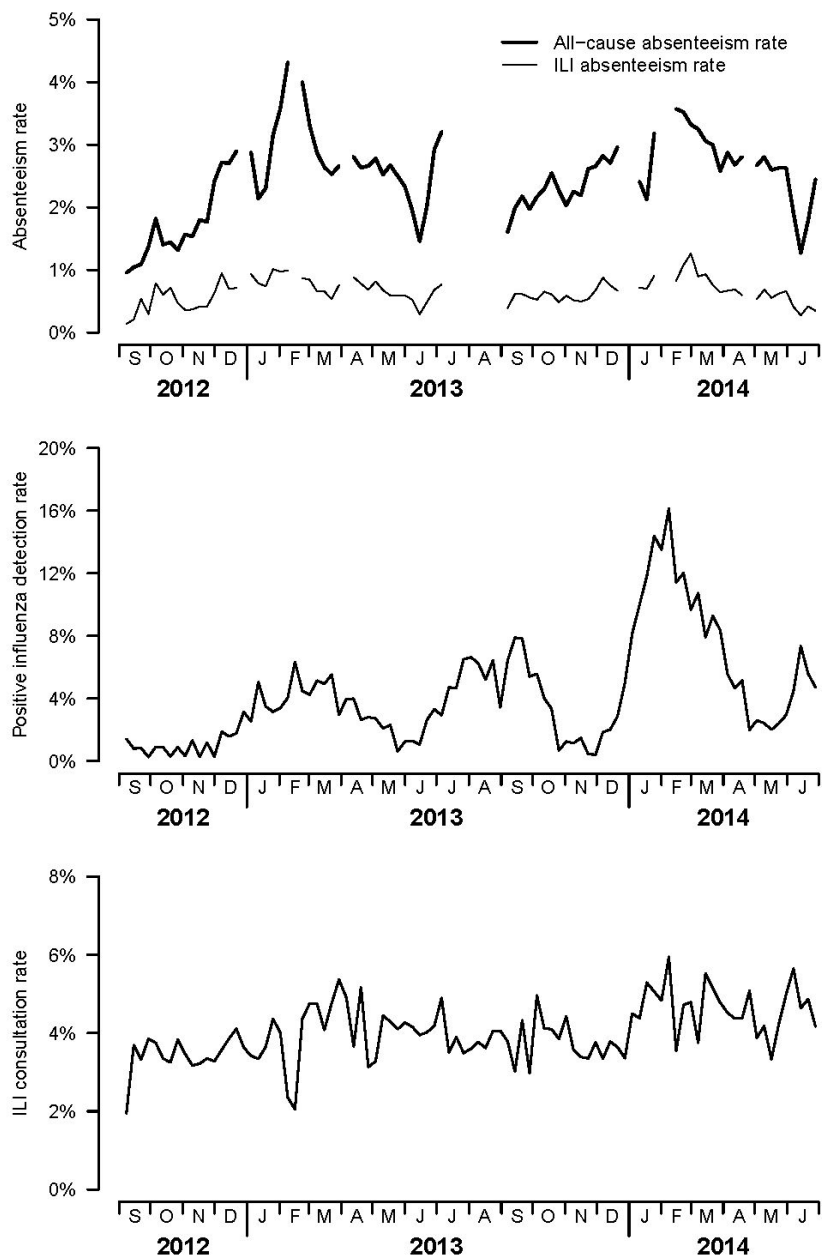 5%
4%
3%
2%
1%
0%
Absenteeism rate
All−cause absenteeism rate
ILI absenteeism rate
S O N D J F M A M J J A S O N D J F M A M J
2012 2013 2014
20%
16%
12%
8%
4%
0%
Positive influenza detection rate
S O N D J F M A M J J A S O N D J F M A M J
2012 2013 2014
8%
6%
4%
2%
0%
ILI consultation rate
S O N D J F M A M J J A S O N D J F M A M J
2012 2013 2014